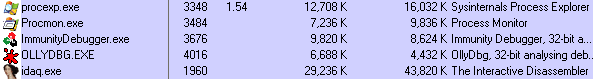 procexp.exe 3348 1.54 12,708 K 16,032 K Sysinternals Process Explorer
Procmon.exe 3484 7,236 K 9,836 K Process Monitor
ImmunityDebugger.exe 3676 9,820 K 8,624 K Immunity Debugger, 32-bit a...
OLLYDBG.EXE 4016 6,688 K 4,432 K OllyDbg, 32-bit analysing deb...
idaq.exe 1960 29,236 K 43,820 K The Interactive Disassembler